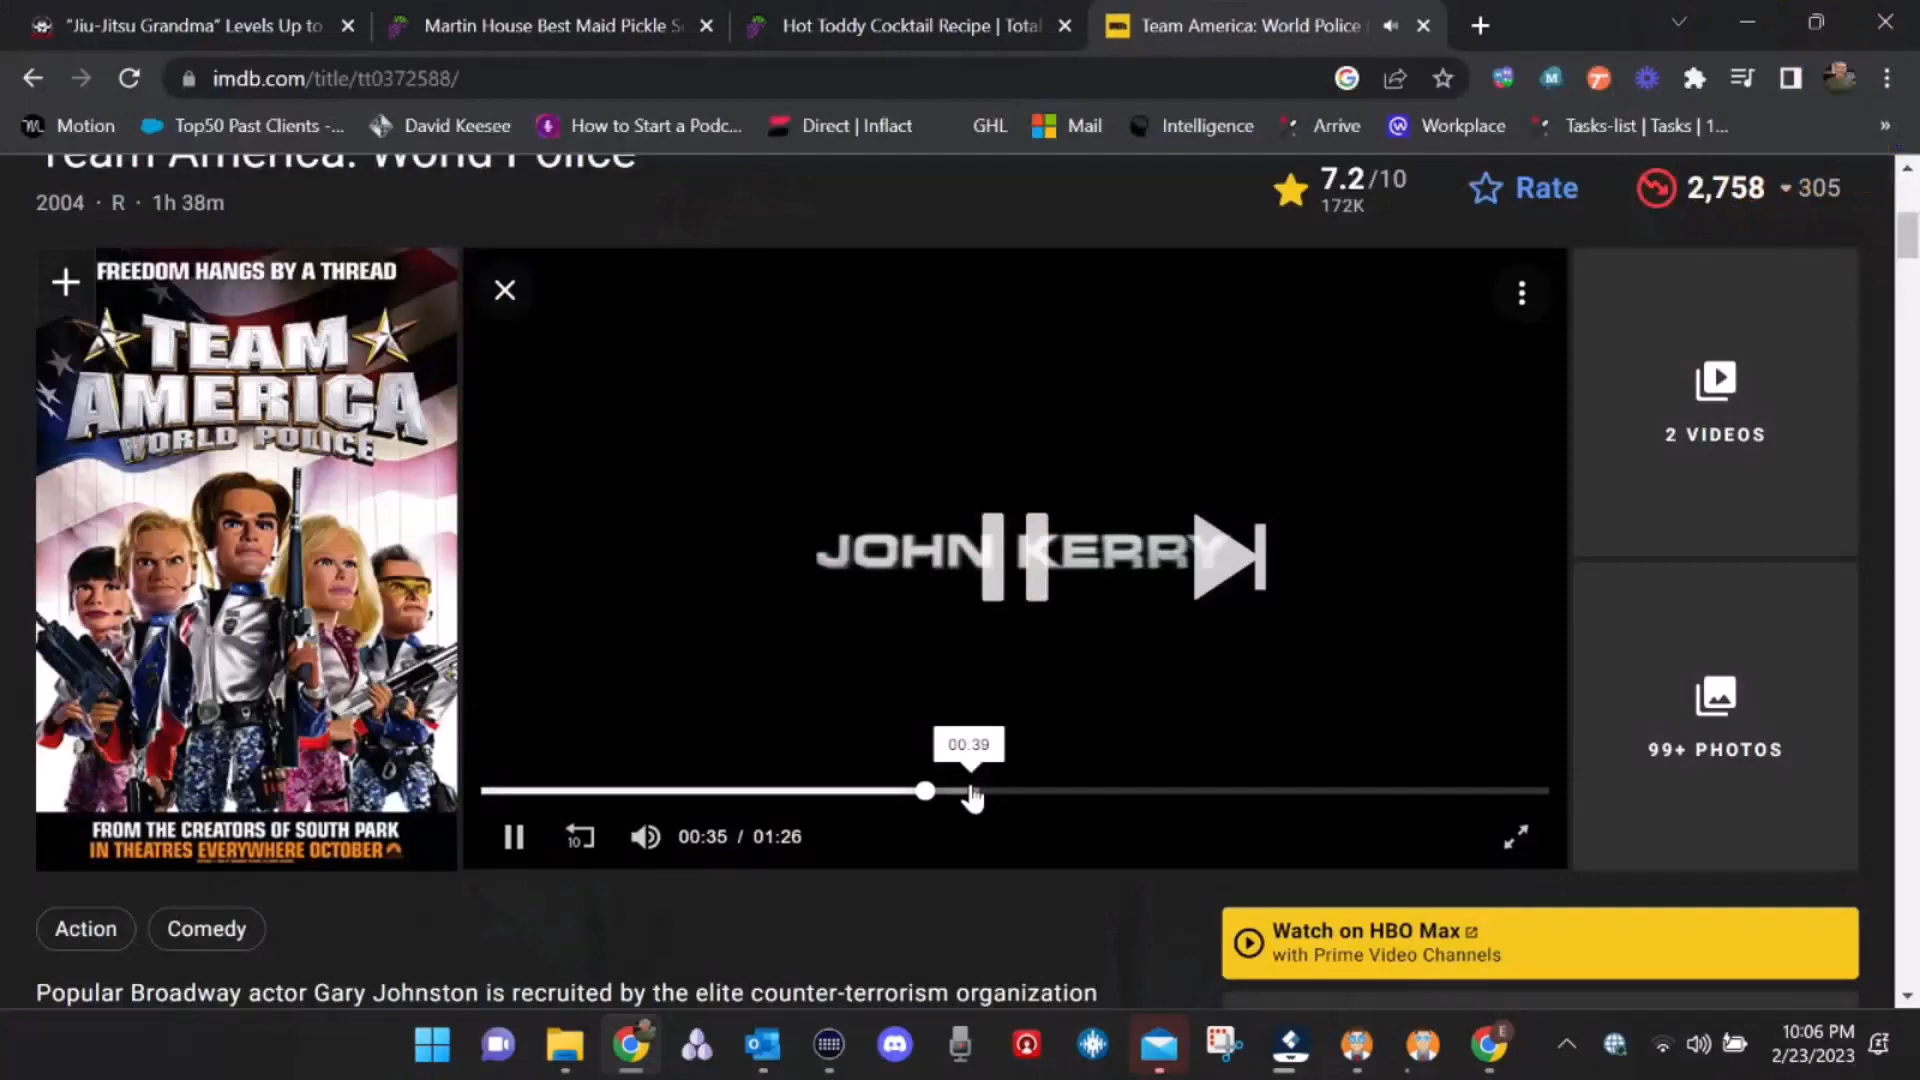 "Jiu-Jitsu Grandma" Levels Up to
Martin House Best Maid Pickle S
Hot Toddy Cocktail Recipe | Total
Team America: World Police
imdb.com/title/tt0372588/
Motion
Top50 Past Clients -...
David Keesee
How to Start a Podc...
Direct | Inflact
GHL
Mail
Intelligence
Arrive
Workplace
Tasks-list | Tasks | 1...
»
Team America: World Police
2004 · R · 1h 38m
7.2/10
172K
Rate
2,758
305
FREEDOM HANGS BY A THREAD
TEAM
AMERICA
WORLD POLICE
FROM THE CREATORS OF SOUTH PARK
IN THEATRES EVERYWHERE OCTOBER
JOHN KERRY
00:39
10
00:35 / 01:26
2 VIDEOS
99+ PHOTOS
Action
Comedy
Watch on HBO Max
with Prime Video Channels
Popular Broadway actor Gary Johnston is recruited by the elite counter-terrorism organization
10:06 PM
2/23/2023